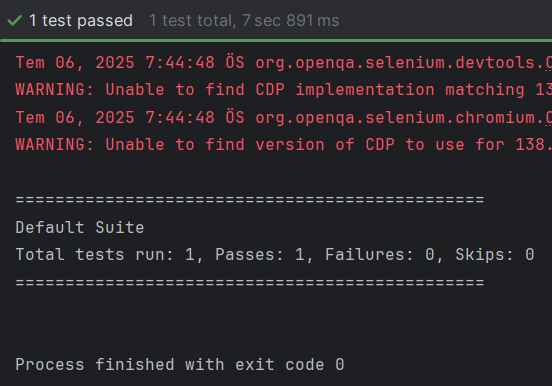 1 test passed 1 test total, 7 sec 891 ms
Tem 06, 2025 7:44:48 ÖS org.openqa.selenium.devtools.
WARNING: Unable to find CDP implementation matching 13
Tem 06, 2025 7:44:48 ÖS org.openqa.selenium.chromium.
WARNING: Unable to find version of CDP to use for 138.
===============================================
Default Suite
Total tests run: 1, Passes: 1, Failures: 0, Skips: 0
===============================================
Process finished with exit code 0